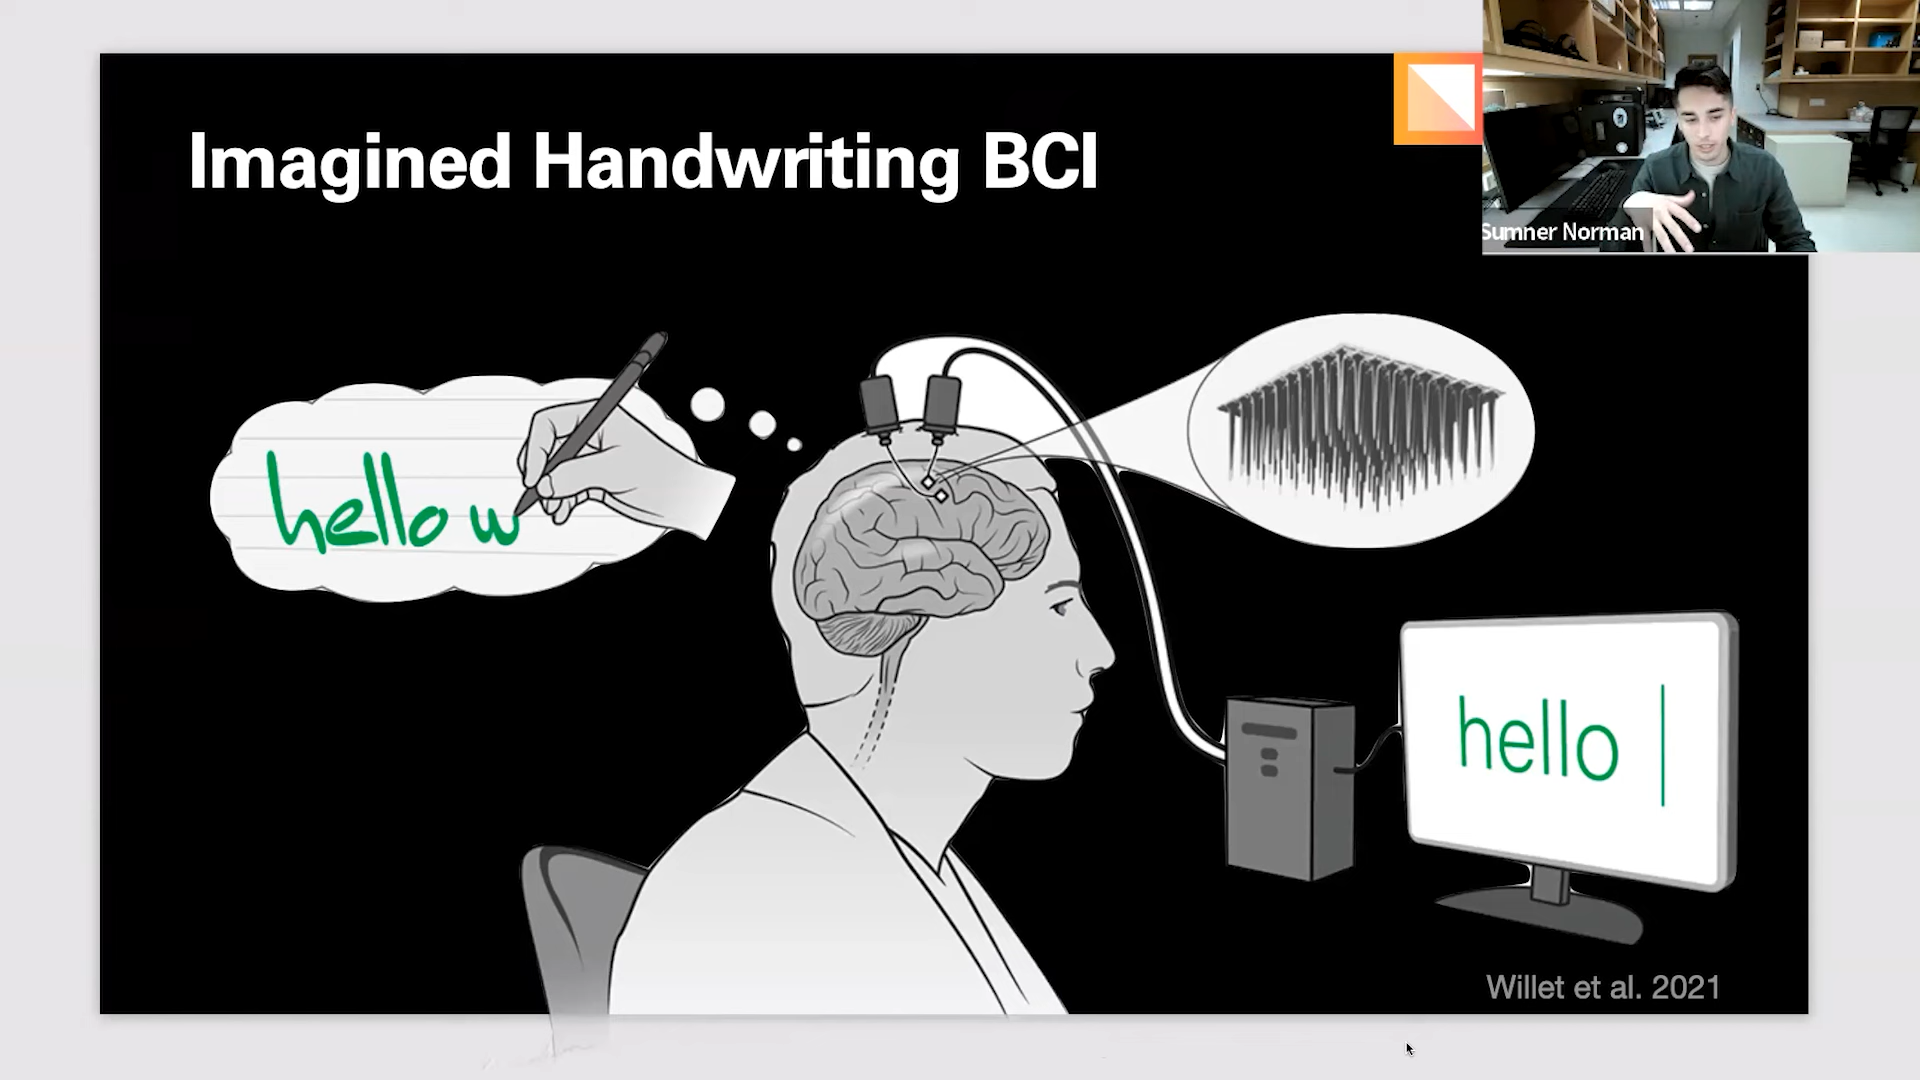 Imagined Handwriting BCI
Sumner Norman
hello w
hello
Willet et al. 2021